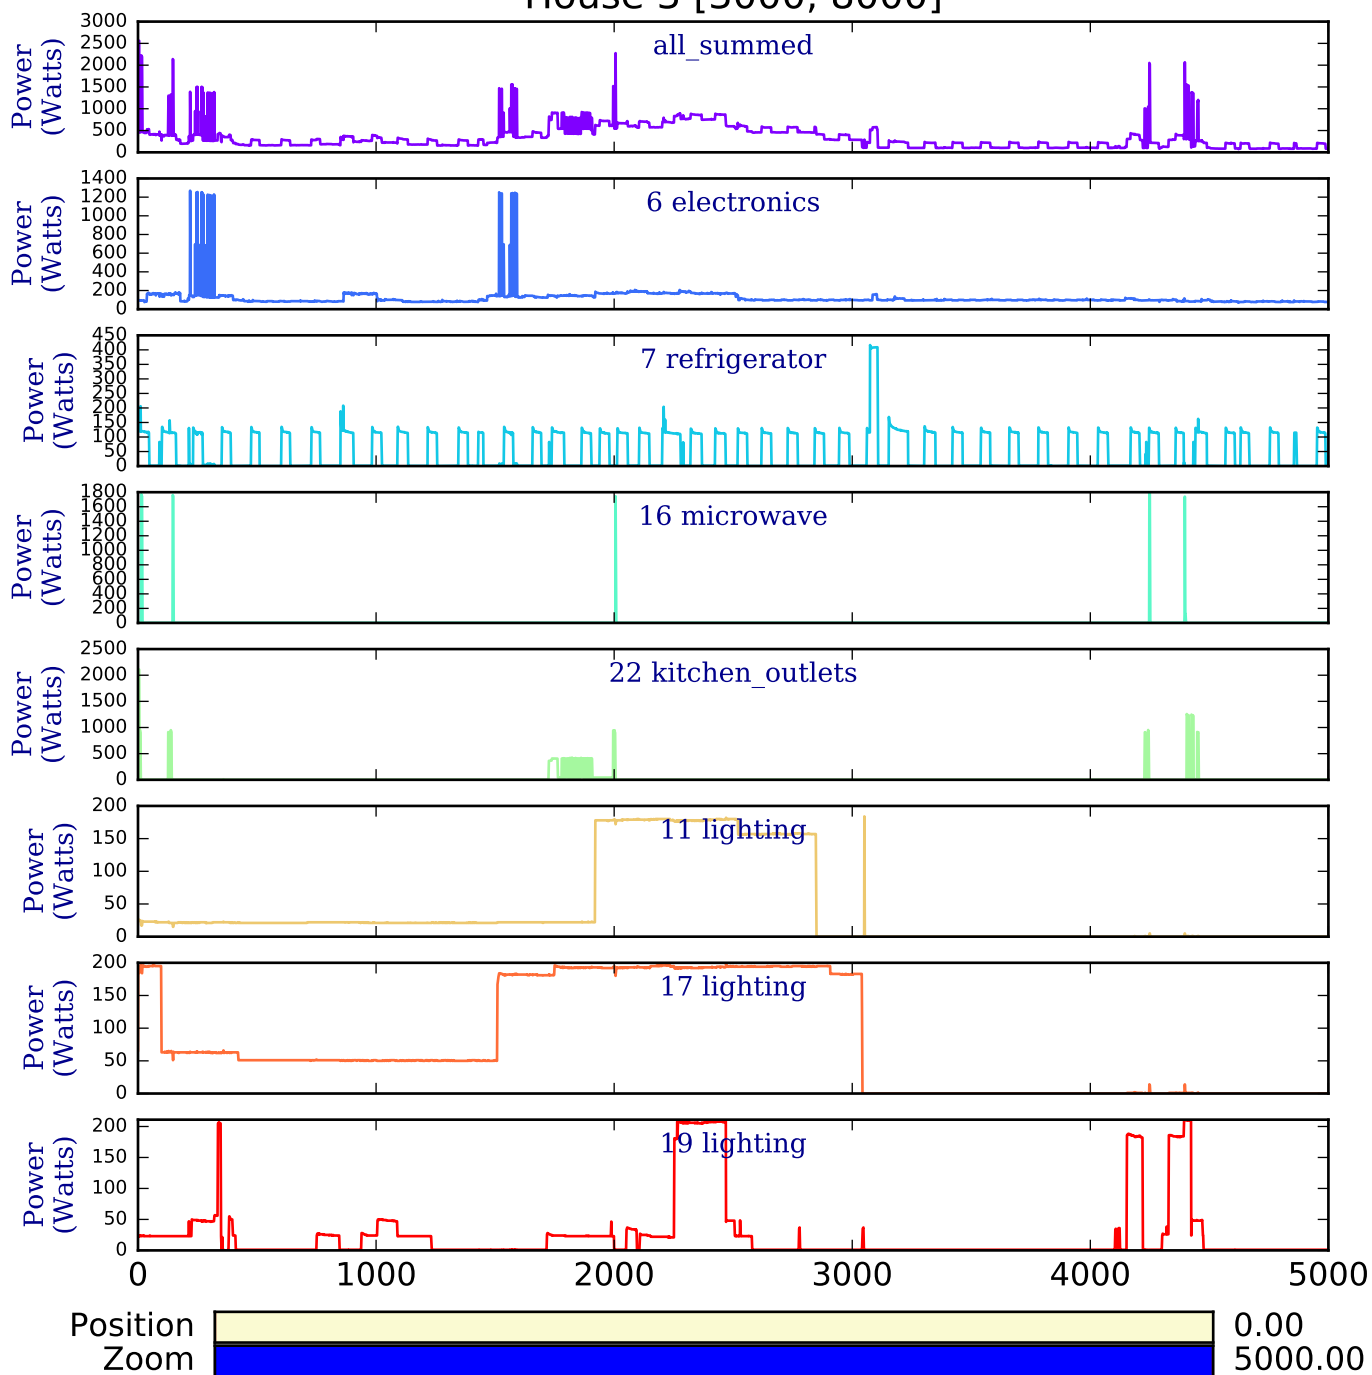 House 3 [3000, 8000]
3000
2500
2000
1500
1000
500
0
Power
(Watts)
all_summed
1400
1200
1000
800
600
400
200
0
Power
(Watts)
6 electronics
450
400
350
300
250
200
150
100
50
0
Power
(Watts)
7 refrigerator
1800
1600
1400
1200
1000
800
600
400
200
0
Power
(Watts)
16 microwave
2500
2000
1500
1000
500
0
Power
(Watts)
22 kitchen_outlets
200
150
100
50
0
Power
(Watts)
11 lighting
200
150
100
50
0
Power
(Watts)
17 lighting
200
150
100
50
0
Power
(Watts)
19 lighting
0 1000 2000 3000 4000 5000
Position 0.00
Zoom 5000.00